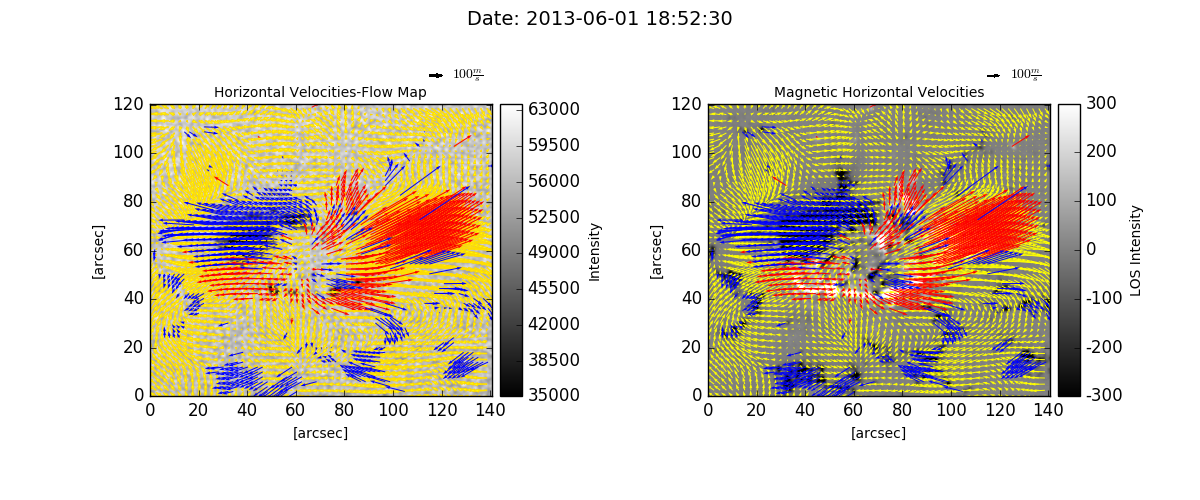 Date: 2013-06-01 18:52:30
100 m/s
100 m/s
Horizontal Velocities-Flow Map
Magnetic Horizontal Velocities
120
100
80
60
40
20
0
[arcsec]
0 20 40 60 80 100 120 140
[arcsec]
63000
59500
56000
52500
49000
45500
42000
38500
35000
Intensity
120
100
80
60
40
20
0
[arcsec]
0 20 40 60 80 100 120 140
[arcsec]
300
200
100
0
-100
-200
-300
LOS Intensity